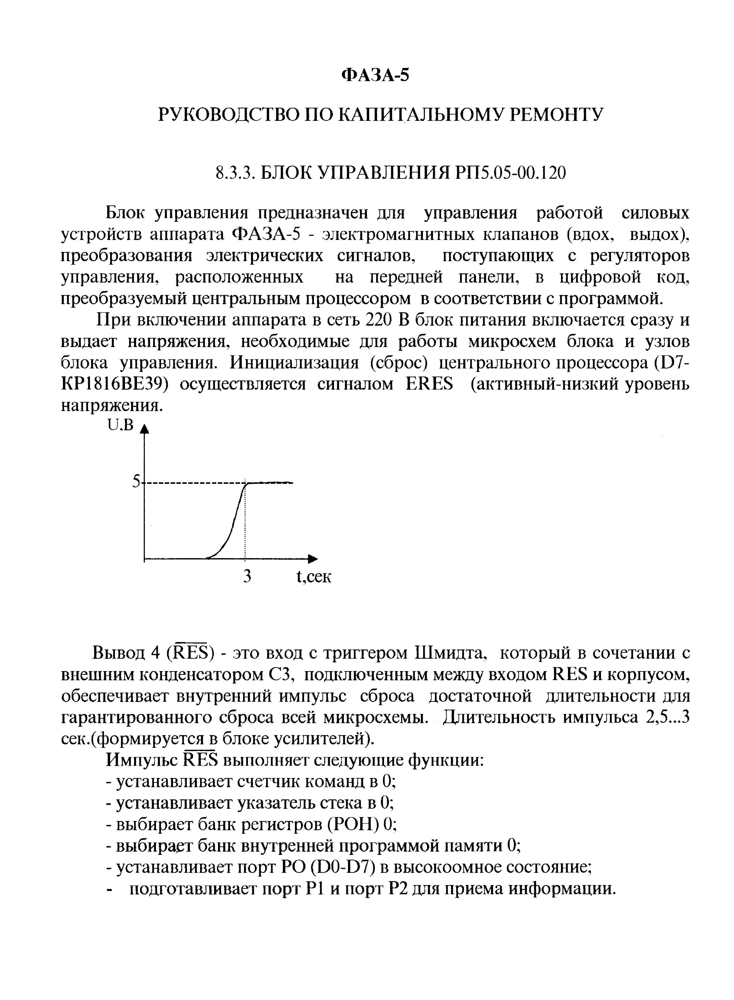 ФАЗА-5
РУКОВОДСТВО ПО КАПИТАЛЬНОМУ РЕМОНТУ
8.3.3. БЛОК УПРАВЛЕНИЯ РП5.05-00.120
Блок управления предназначен для управления работой силовых
устройств аппарата ФАЗА-5 - электромагнитных клапанов (вдох, выдох),
преобразования электрических сигналов, поступающих с регуляторов
управления, расположенных на передней панели, в цифровой код,
преобразуемый центральным процессором в соответствии с программой.
При включении аппарата в сеть 220 В блок питания включается сразу и
выдает напряжения, необходимые для работы микросхем блока и узлов
блока управления. Инициализация (сброс) центрального процессора (D7-
КР1816ВЕ39) осуществляется сигналом ERES (активный-низкий уровень
напряжения.
U,В
5
3 t,сек
Вывод 4 (R̅E̅S̅) - это вход с триггером Шмидта, который в сочетании с
внешним конденсатором С3, подключенным между входом RES и корпусом,
обеспечивает внутренний импульс сброса достаточной длительности для
гарантированного сброса всей микросхемы. Длительность импульса 2,5...3
сек.(формируется в блоке усилителей).
Импульс R̅E̅S̅ выполняет следующие функции:
- устанавливает счетчик команд в 0;
- устанавливает указатель стека в 0;
- выбирает банк регистров (РОН) 0;
- выбирает банк внутренней программой памяти 0;
- устанавливает порт РО (D0-D7) в высокоомное состояние;
- подготавливает порт Р1 и порт Р2 для приема информации.